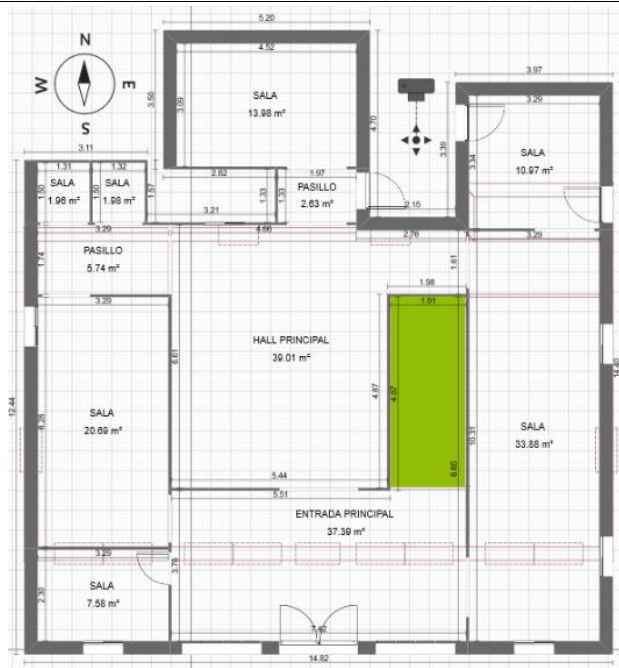 5.20
4.52
N
W
E
S
3.97
3.29
3.50
3.09
SALA
13.98 m²
4.70
3.39
3.34
SALA
10.97 m²
3.11
1.31
1.32
2.82
1.97
1.50
SALA
1.96 m²
1.50
SALA
1.98 m²
1.57
1.33
1.33
PASILLO
2.63 m²
3.21
2.15
3.29
4.66
2.76
3.29
1.74
PASILLO
5.74 m²
1.61
3.29
1.98
1.91
HALL PRINCIPAL
39.01 m²
6.61
4.87
4.87
14.40
12.44
6.28
SALA
20.69 m²
SALA
33.88 m²
10.31
8.65
5.44
5.51
ENTRADA PRINCIPAL
37.39 m²
3.29
3.78
2.30
SALA
7.58 m²
7.42
14.82